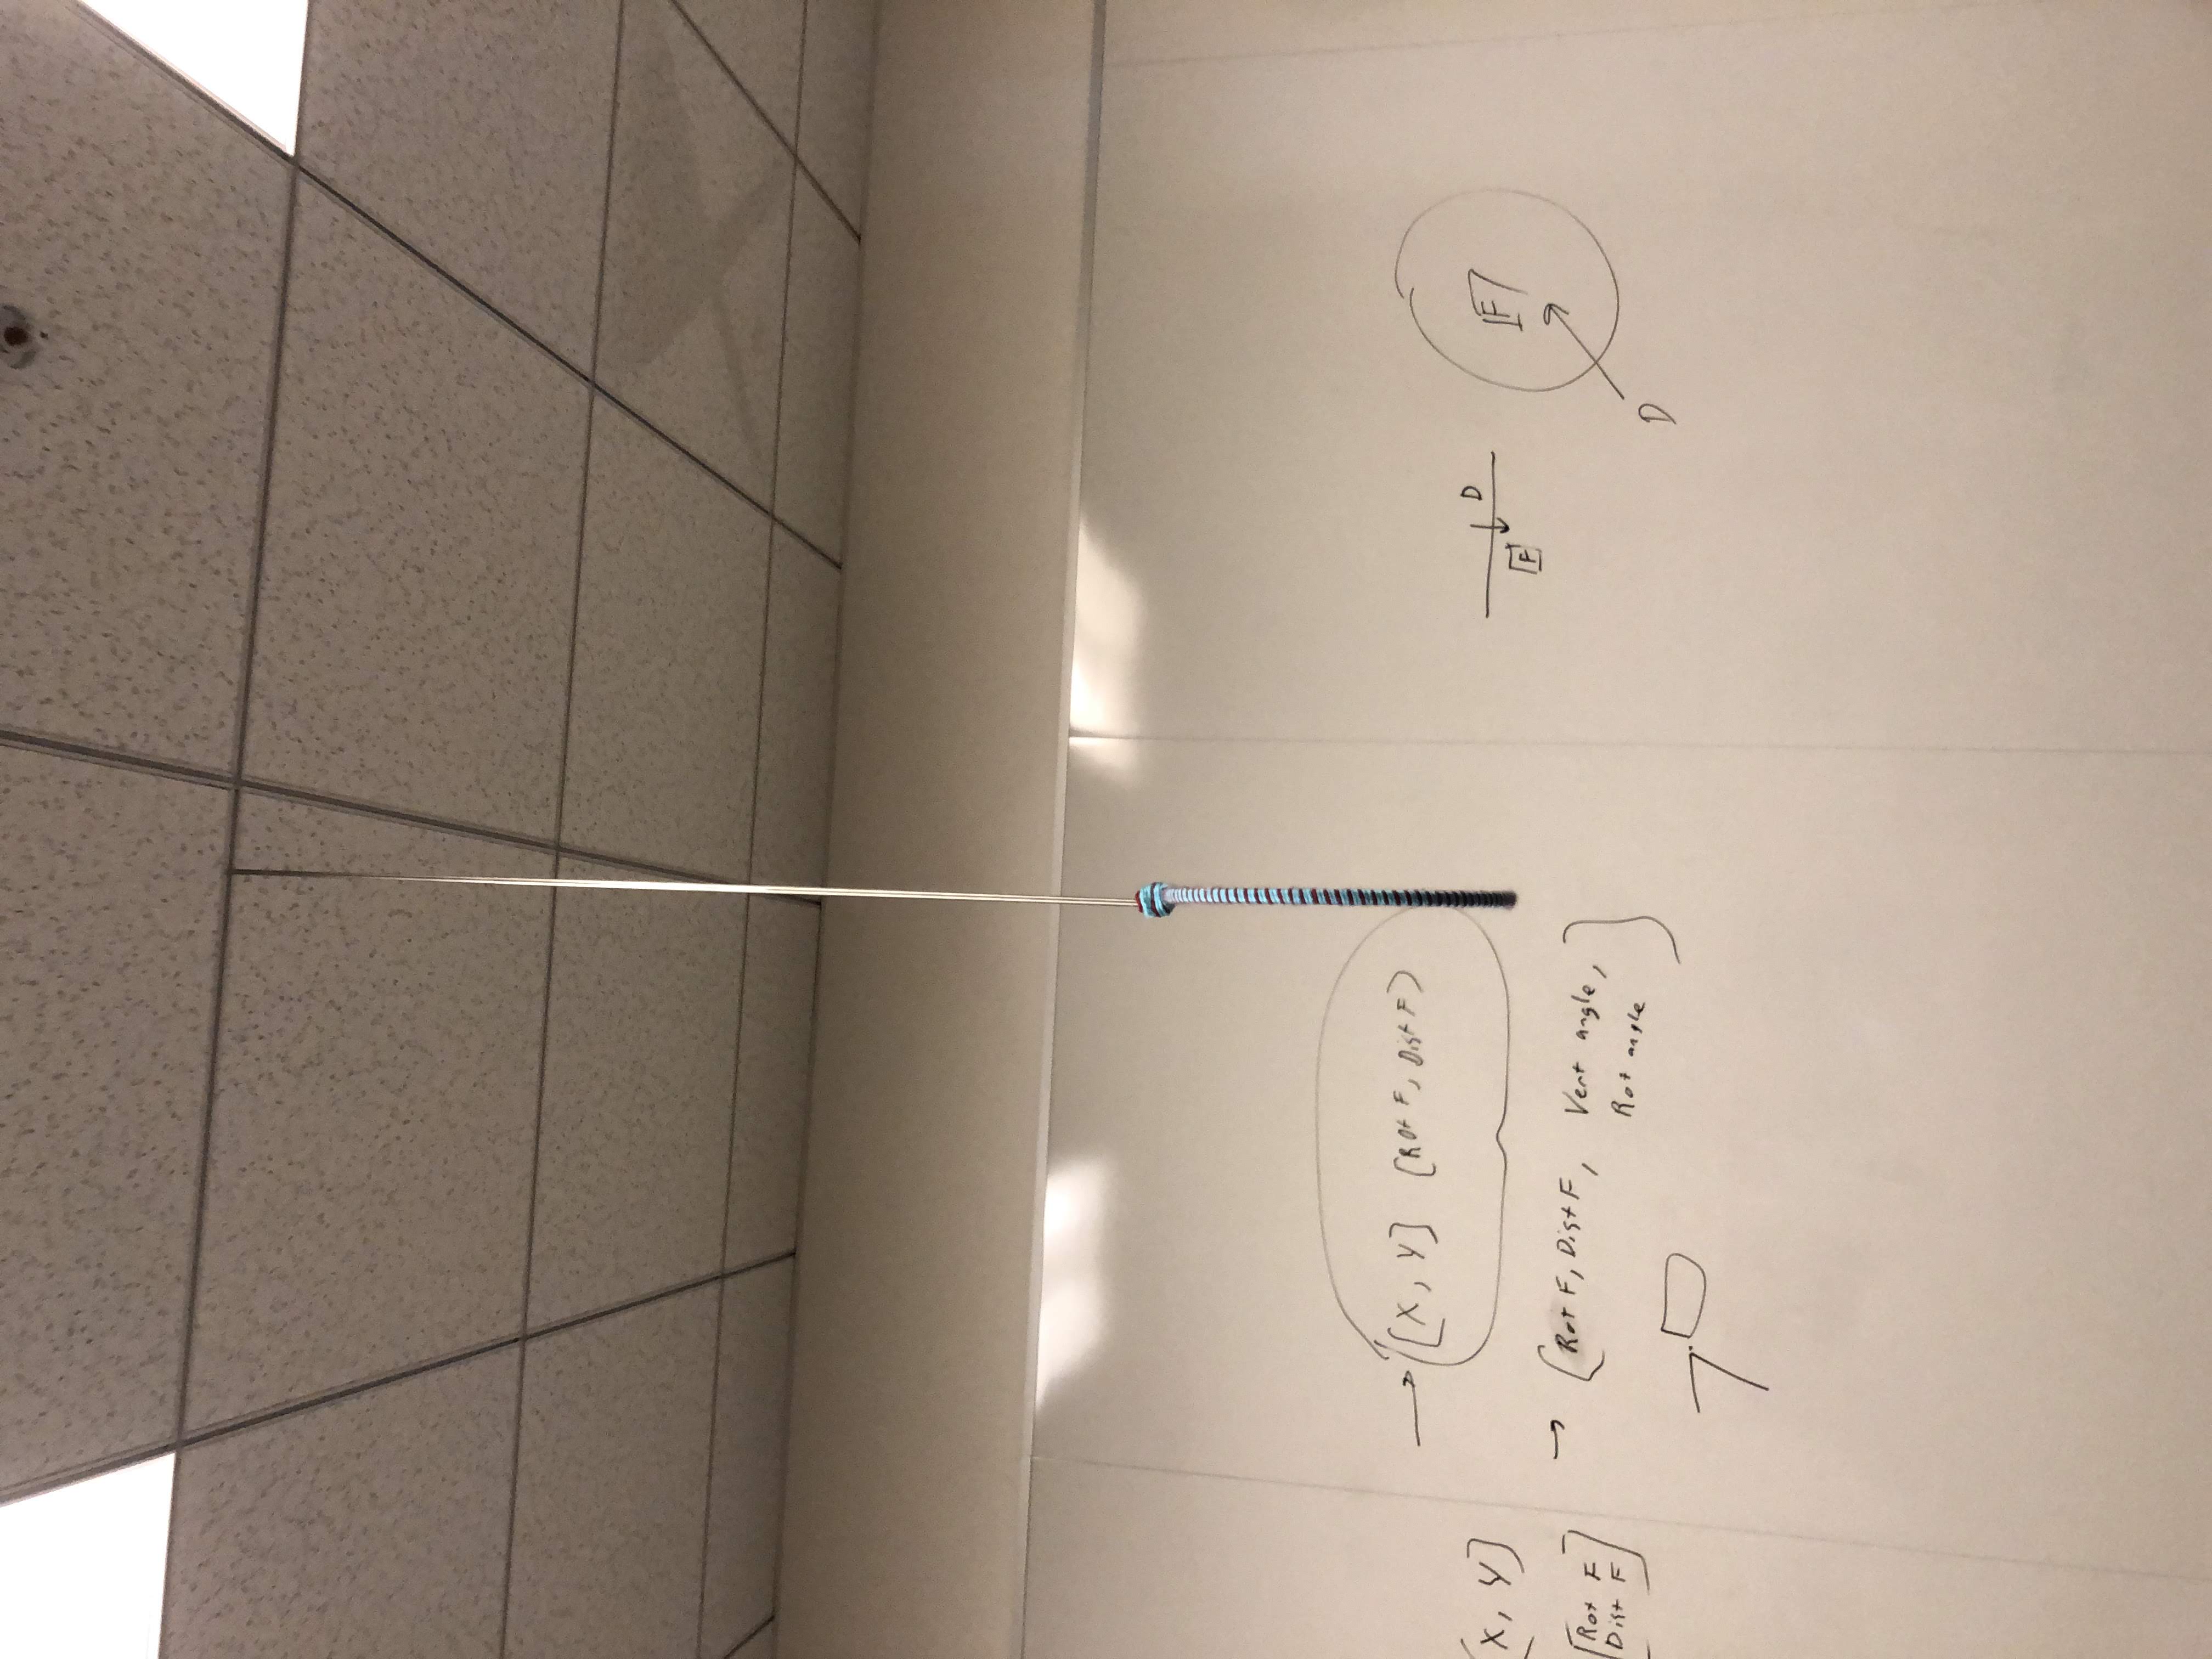 [X, Y]
[Rot F
Dist F]
→ [X, Y] (Rot F, Dist F)
→ [Rot F, Dist F, Vert angle,
Rot angle]
D
[F]
[F]
D